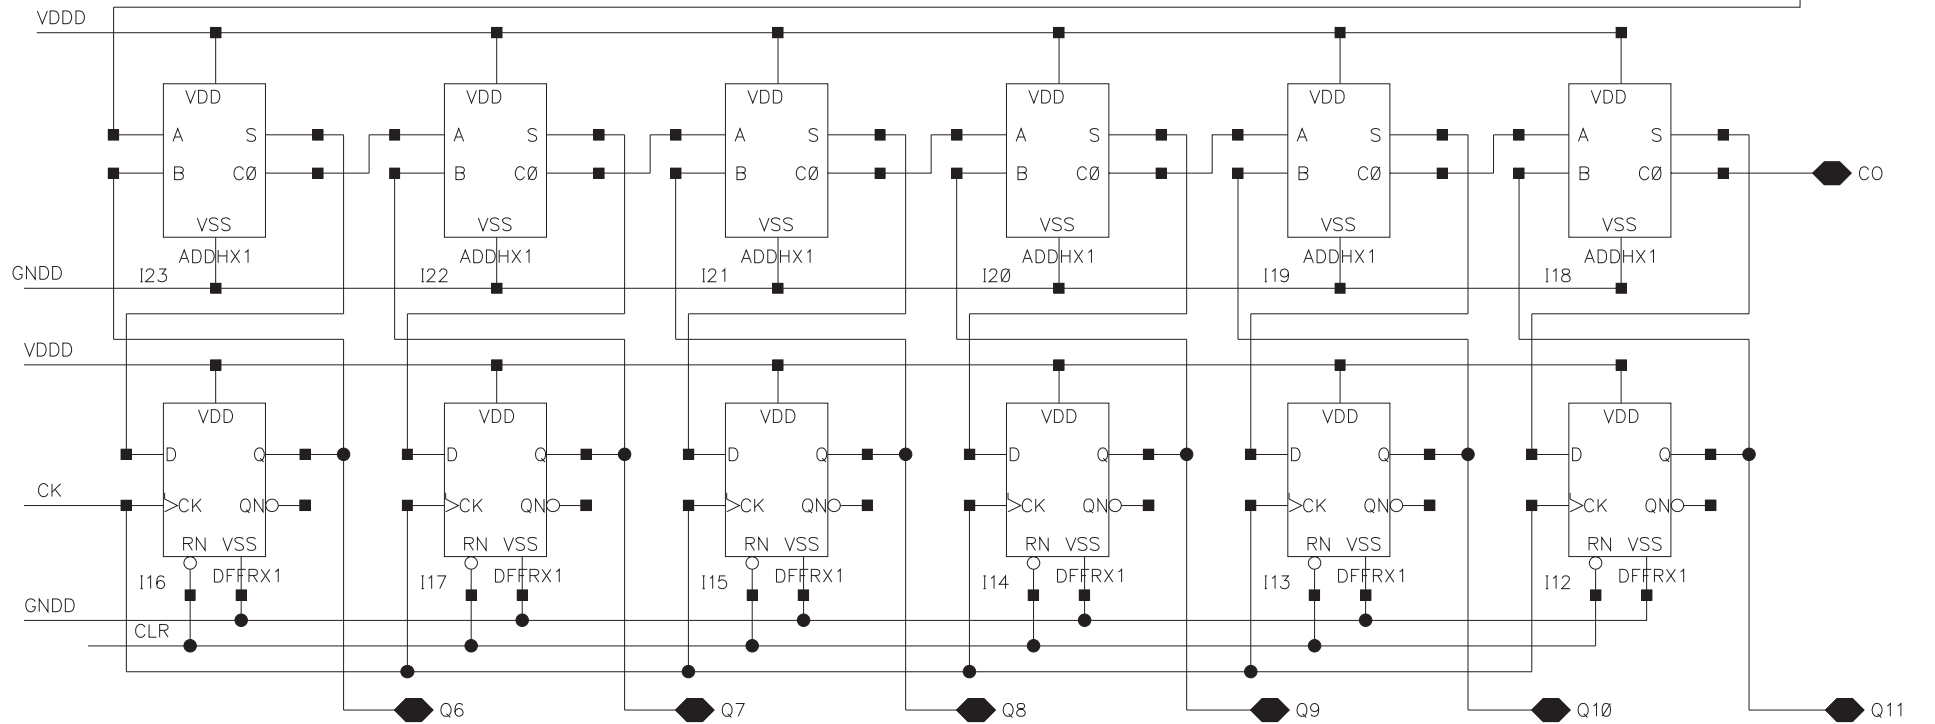 VDDD
VDD VDD VDD VDD VDD VDD
A S A S A S A S A S A S
B CØ B CØ B CØ B CØ B CØ B CØ CO
VSS VSS VSS VSS VSS VSS
ADDHX1 ADDHX1 ADDHX1 ADDHX1 ADDHX1 ADDHX1
GNDD I23 I22 I21 I2Ø I19 I18
VDDD
VDD VDD VDD VDD VDD VDD
D Q D Q D Q D Q D Q D Q
CK CK QN CK QN CK QN CK QN CK QN CK QN
RN VSS RN VSS RN VSS RN VSS RN VSS RN VSS
I16 DFFRX1 I17 DFFRX1 I15 DFFRX1 I14 DFFRX1 I13 DFFRX1 I12 DFFRX1
GNDD
CLR
Q6 Q7 Q8 Q9 Q1Ø Q11